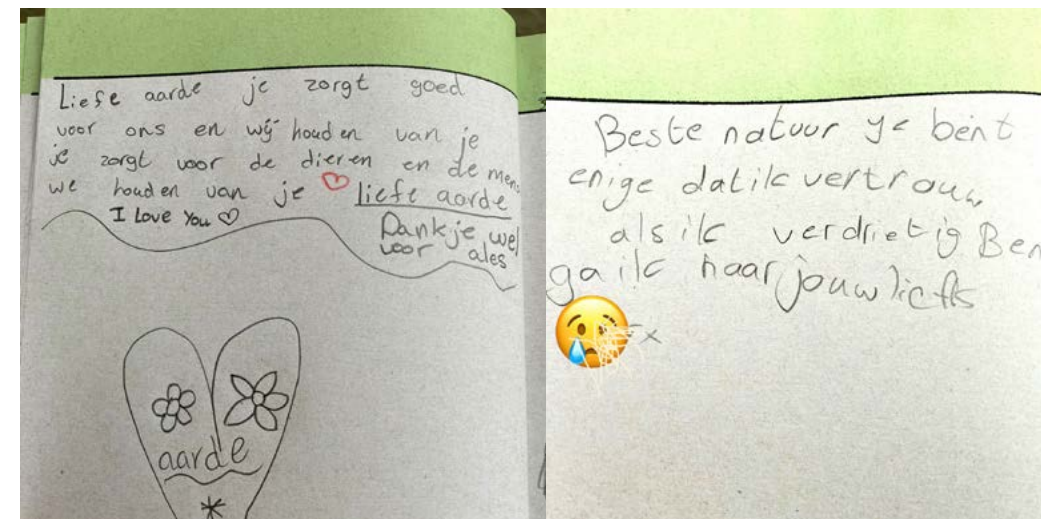 Liefe aarde je zorgt goed
voor ons en wij houden van je
je zorgt voor de dieren en de mens
we houden van je liefe aarde
I Love You
Dankje wel
voor ales
aarde
Beste natuur je bent
enige dat ik vertrouw
als ik verdrietig Ben
ga ik naar jouw liefs
x